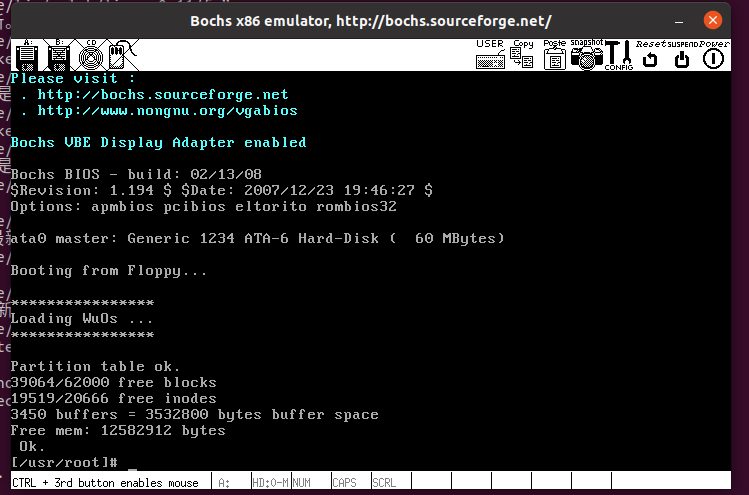 Bochs x86 emulator, http://bochs.sourceforge.net/
A: B: CD USER Copy Paste snapshot CONFIG Reset SUSPEND Power
Please visit :
. http://bochs.sourceforge.net
. http://www.nongnu.org/vgabios
Bochs VBE Display Adapter enabled
Bochs BIOS - build: 02/13/08
$Revision: 1.194 $ $Date: 2007/12/23 19:46:27 $
Options: apmbios pcibios eltorito rombios32
ata0 master: Generic 1234 ATA-6 Hard-Disk (  60 MBytes)
Booting from Floppy...
****************
Loading WuOs ...
****************
Partition table ok.
39064/62000 free blocks
19519/20666 free inodes
3450 buffers = 3532800 bytes buffer space
Free mem: 12582912 bytes
Ok.
[/usr/root]# _
CTRL + 3rd button enables mouse A: HD:0-M NUM CAPS SCRL